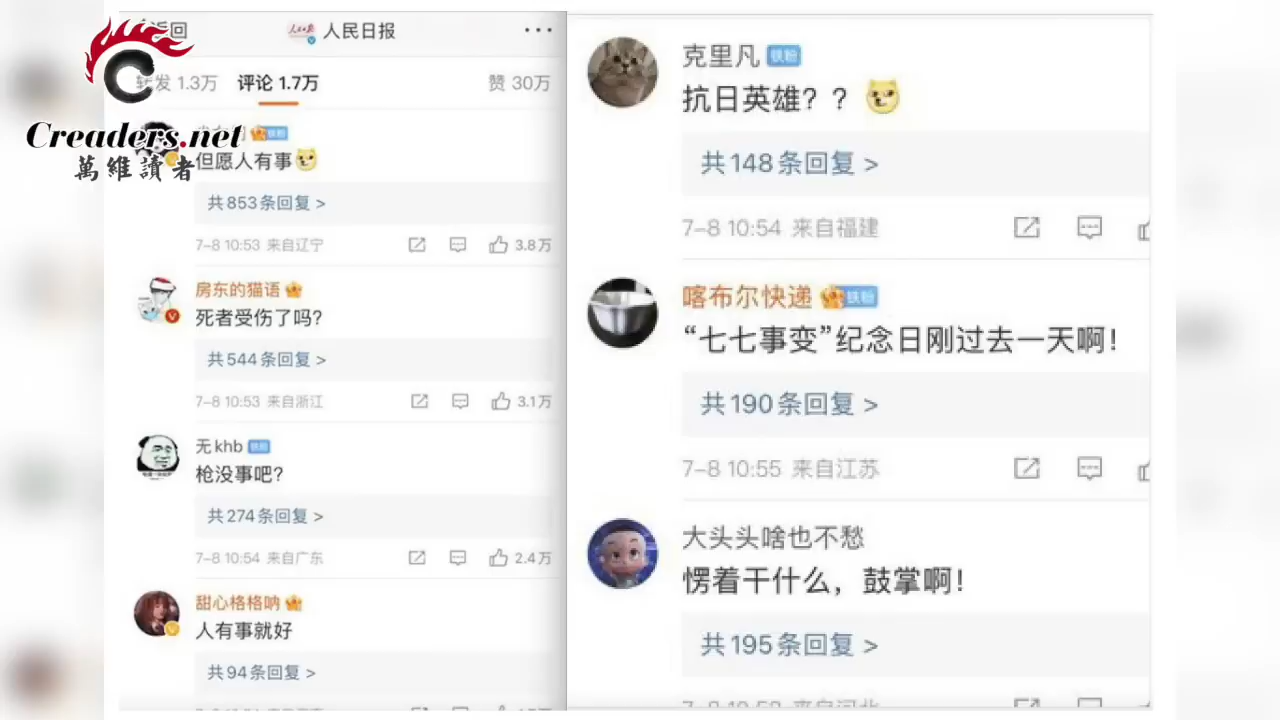 返回
人民日报
转发 1.3万 评论 1.7万 赞 30万
Creaders.net
萬維讀者
但愿人有事
共853条回复 >
7-8 10:53 来自辽宁 3.8万
房东的猫语
死者受伤了吗?
共544条回复 >
7-8 10:53 来自浙江 3.1万
无khb 铁粉
枪没事吧?
共274条回复 >
7-8 10:54 来自广东 2.4万
甜心格格呐
人有事就好
共94条回复 >
克里凡 铁粉
抗日英雄？？
共148条回复 >
7-8 10:54 来自福建
喀布尔快递 铁粉
“七七事变”纪念日刚过去一天啊！
共190条回复 >
7-8 10:55 来自江苏
大头头啥也不愁
愣着干什么，鼓掌啊！
共195条回复 >